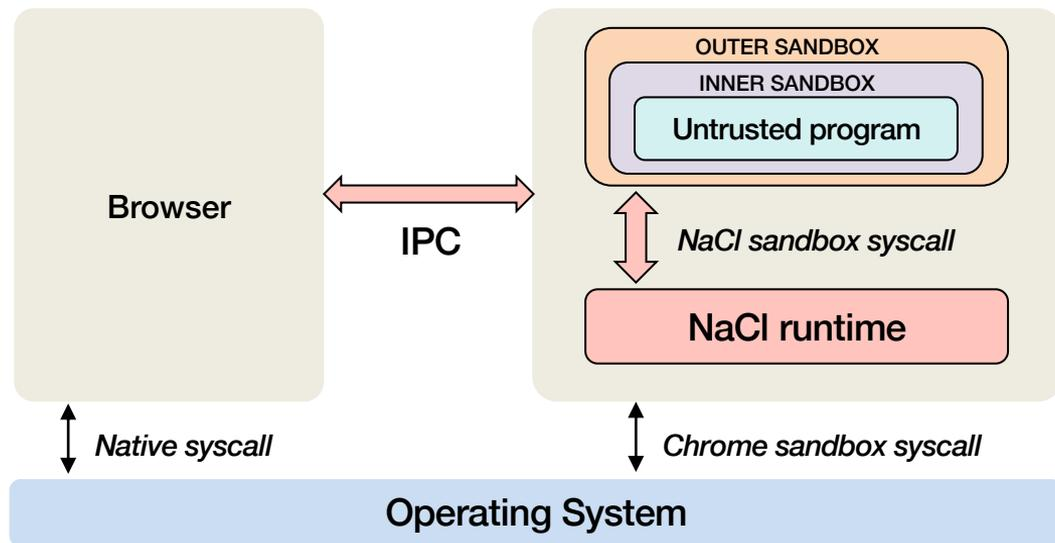 OUTER SANDBOX
INNER SANDBOX
Untrusted program
Browser
IPC
NaCl sandbox syscall
NaCl runtime
Native syscall
Chrome sandbox syscall
Operating System